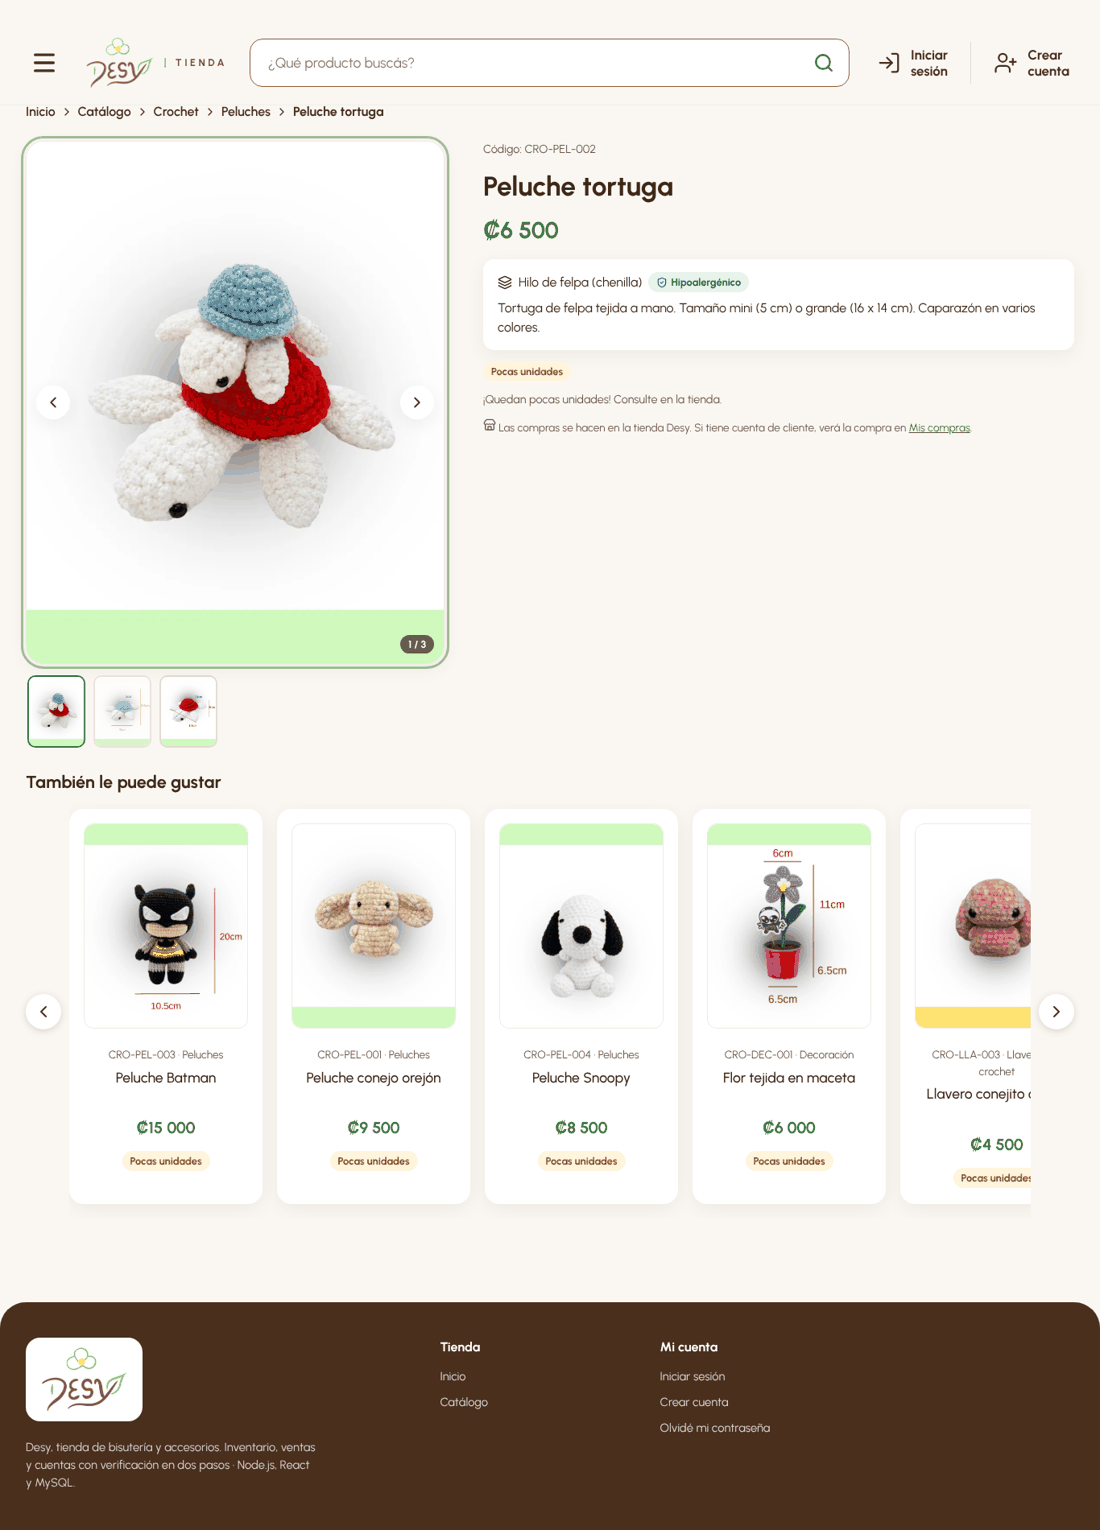 DESY | TIENDA
¿Qué producto buscás?
Iniciar
sesión
Crear
cuenta
Inicio > Catálogo > Crochet > Peluches > Peluche tortuga
Código: CRO-PEL-002
Peluche tortuga
₡6 500
Hilo de felpa (chenilla) Hipoalergénico
Tortuga de felpa tejida a mano. Tamaño mini (5 cm) o grande (16 x 14 cm). Caparazón en varios
colores.
Pocas unidades
¡Quedan pocas unidades! Consulte en la tienda.
Las compras se hacen en la tienda Desy. Si tiene cuenta de cliente, verá la compra en Mis compras.
1 / 3
También le puede gustar
20cm
10.5cm
CRO-PEL-003 · Peluches
Peluche Batman
₡15 000
Pocas unidades
CRO-PEL-001 · Peluches
Peluche conejo orejón
₡9 500
Pocas unidades
CRO-PEL-004 · Peluches
Peluche Snoopy
₡8 500
Pocas unidades
6cm
11cm
6.5cm
6.5cm
CRO-DEC-001 · Decoración
Flor tejida en maceta
₡6 000
Pocas unidades
CRO-LLA-003 · Llave
crochet
Llavero conejito
₡4 500
Pocas unidades
DESY
Desy, tienda de bisutería y accesorios. Inventario, ventas
y cuentas con verificación en dos pasos · Node.js, React
y MySQL.
Tienda
Inicio
Catálogo
Mi cuenta
Iniciar sesión
Crear cuenta
Olvidé mi contraseña